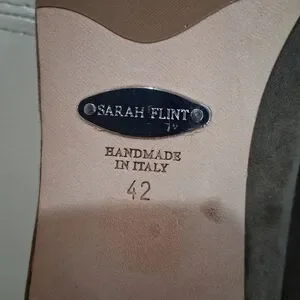 SARAH FLINT
HANDMADE
IN ITALY
42